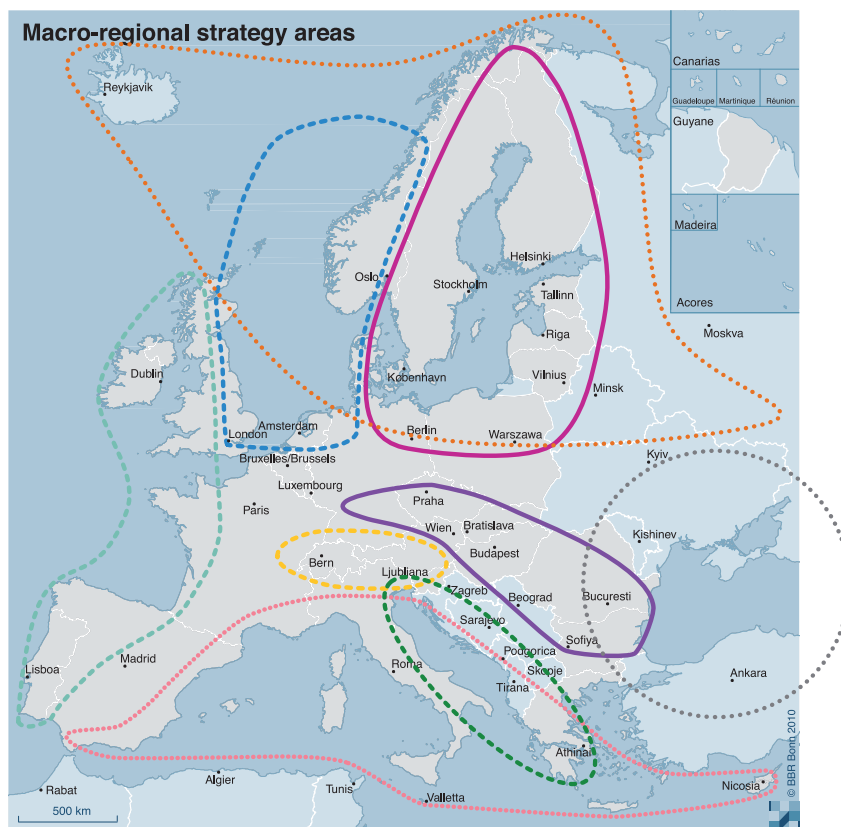 Macro-regional strategy areas
Canarias
Guadeloupe Martinique Réunion
Guyane
Madeira
Acores
Reykjavik
Helsinki
Oslo
Stockholm
Tallinn
Riga
Moskva
Dublin
København
Vilnius
Minsk
London
Amsterdam
Berlin
Warszawa
Bruxelles/Brussels
Kyiv
Luxembourg
Paris
Praha
Wien
Bratislava
Kishinev
Budapest
Bern
Ljubljana
Zagreb
Beograd
Bucuresti
Sarajevo
Sofiya
Podgorica
Lisboa
Madrid
Roma
Skopje
Ankara
Tirana
Athinai
Rabat
Algier
Tunis
Valletta
Nicosia
500 km
© BBR Bonn 2010